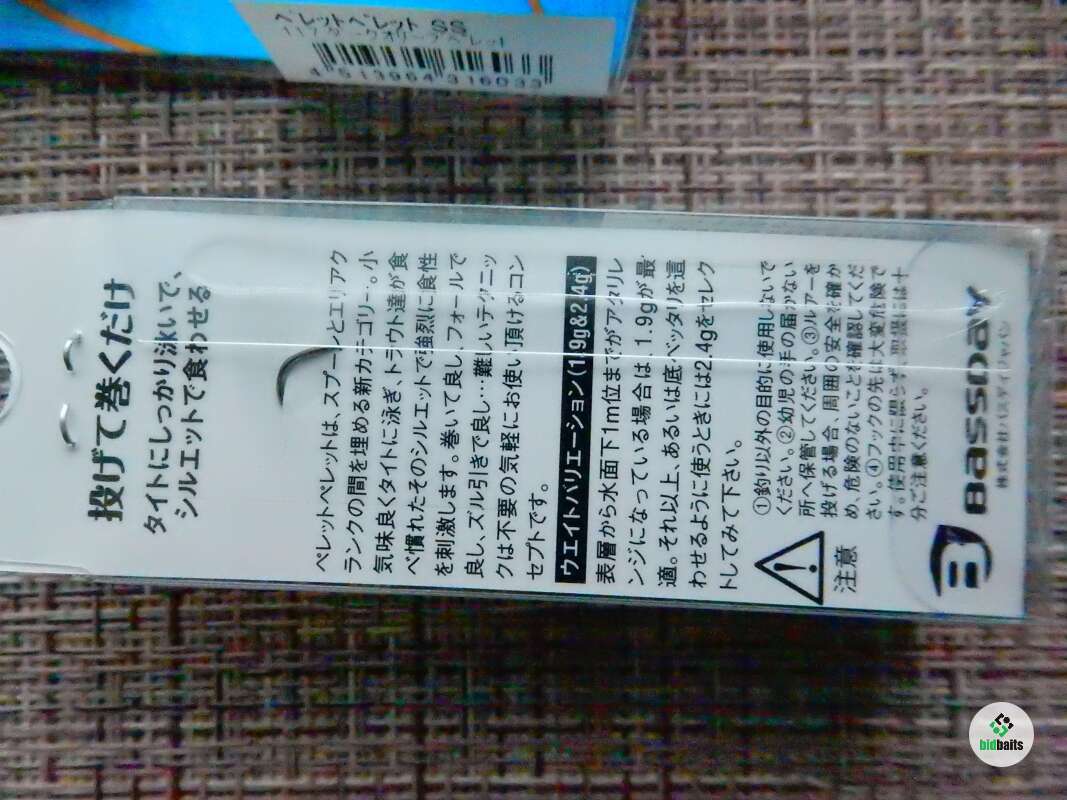 ペレットペレット SS
4 513964 316033
投げて巻くだけ
タイトにしっかり泳いで、
シルエットで食わせる
ペレットペレットは、スプーンとエリアク
ランクの間を埋める新カテゴリー。小
気味良くタイトに泳ぎ、トラウト達が食
べ慣れたそのシルエットで強烈に食性
を刺激します。巻いて良し、フォールで
良し、ズル引きで良し…難しいテクニッ
クは不要の気軽にお使い頂けるコン
セプトです。
ウエイトバリエーション(1.9g&2.4g)
表層から水面下1m位までがアタリレ
ンジになっている場合は、1.9gが最
適。それ以上、あるいは底ベッタリを這
わせるように使うときには2.4gをセレク
トしてみて下さい。
注意
①釣り以外の目的に使用しないで
ください。②幼児の手の届かない
所へ保管してください。③ルアーを
投げる場合、周囲の安全を確か
め、危険のないことを確認してくだ
さい。④フックの先は大変危険で
す。使用中に限らず、取扱には十
分ご注意ください。
BASSDAY
株式会社バスデイジャパン
bidbaits